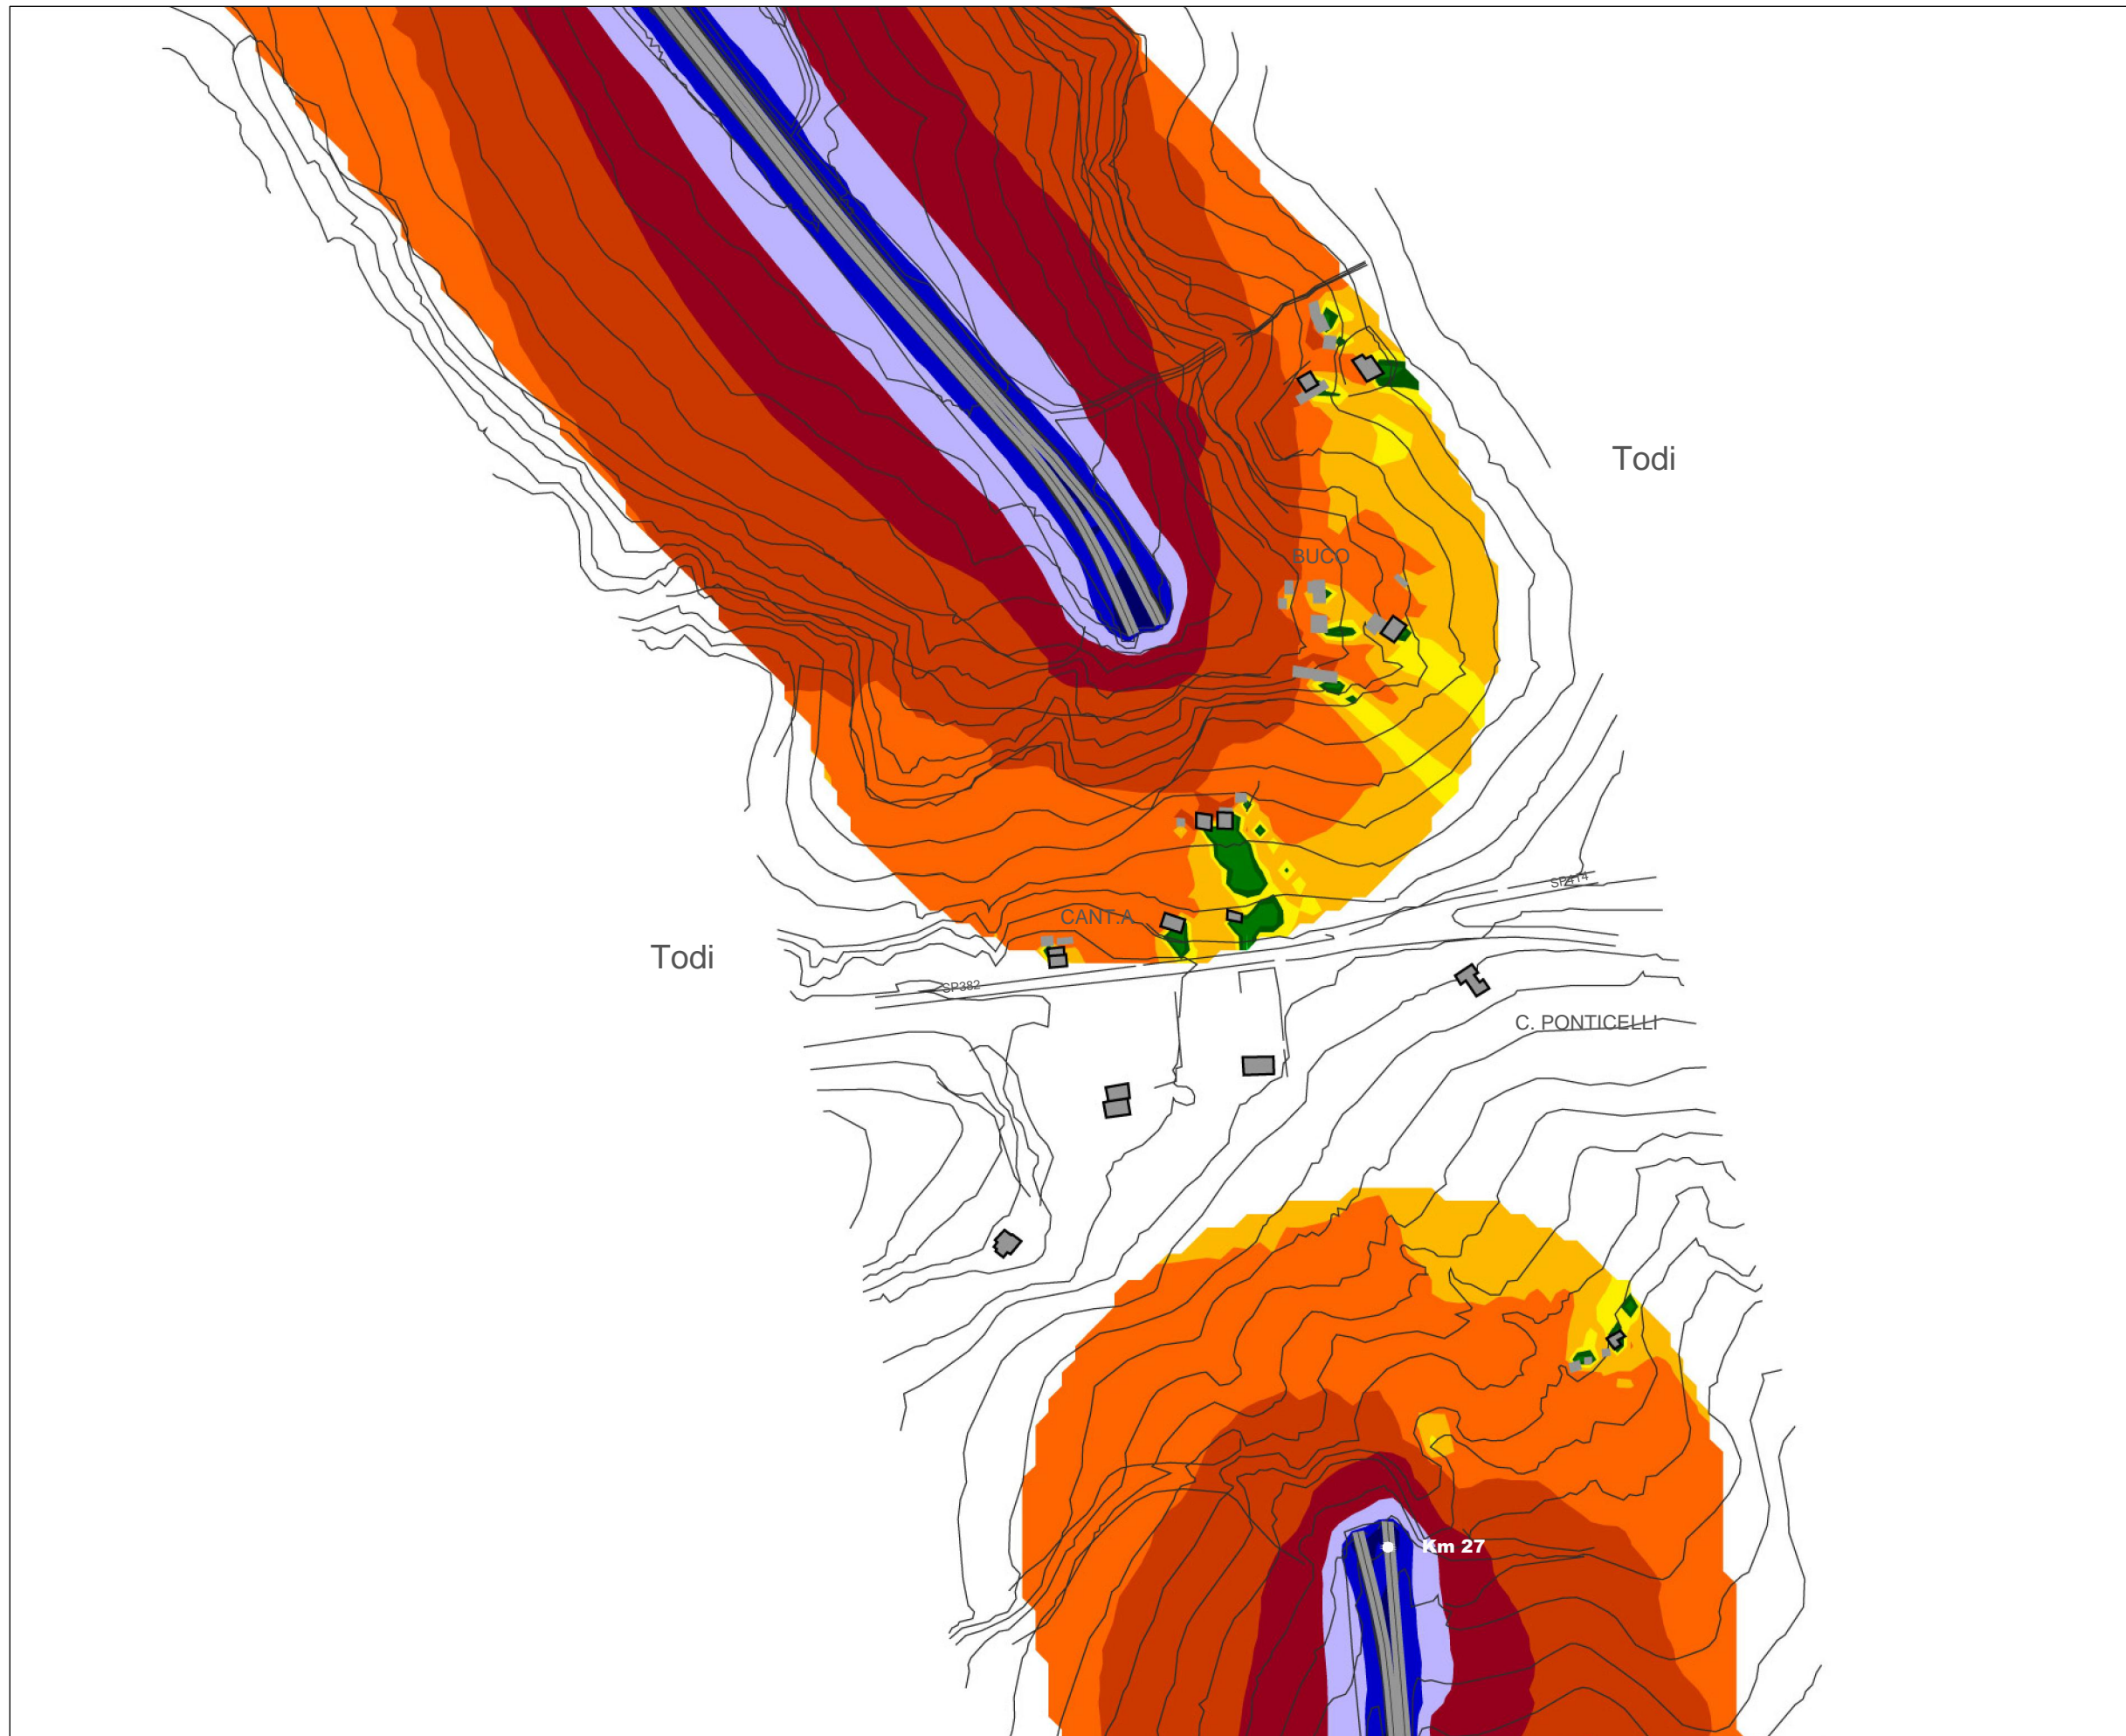 Todi
BUCO
SP414
CANT.A
Todi
SP382
C. PONTICELLI
Km 27